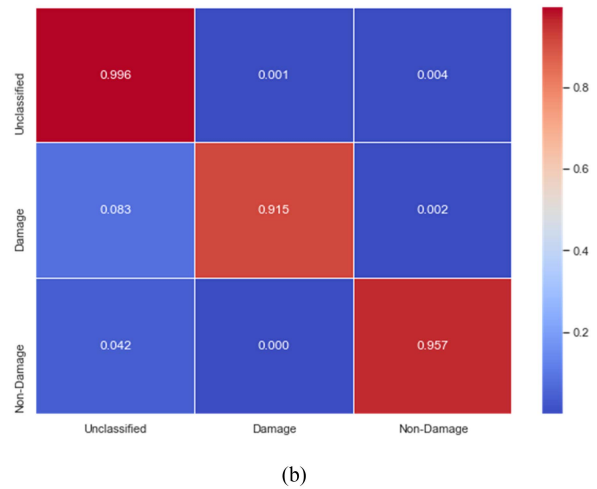 Unclassified
0.996 0.001 0.004
0.8
0.6
Damage
0.083 0.915 0.002
0.4
0.2
Non-Damage
0.042 0.000 0.957
Unclassified Damage Non-Damage
(b)